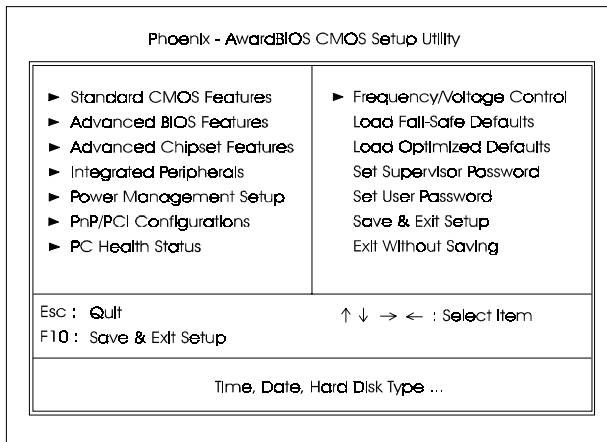 Phoenix - AwardBIOS CMOS Setup Utility
► Standard CMOS Features
► Advanced BIOS Features
► Advanced Chipset Features
► Integrated Peripherals
► Power Management Setup
► PnP/PCI Configurations
► PC Health Status
► Frequency/Voltage Control
Load Fail-Safe Defaults
Load Optimized Defaults
Set Supervisor Password
Set User Password
Save & Exit Setup
Exit Without Saving
Esc : Quit
F10 : Save & Exit Setup
↑ ↓ → ← : Select Item
Time, Date, Hard Disk Type ...